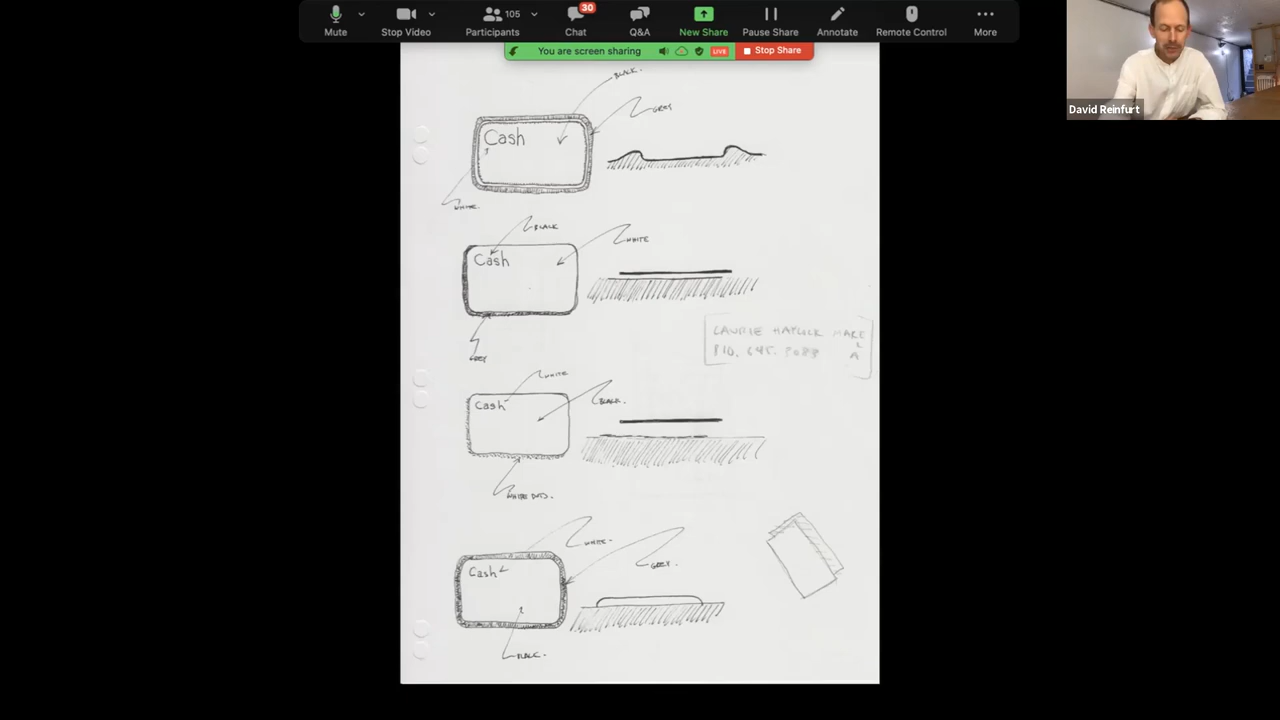 30
105
Mute
Stop Video
Participants
Chat
Q&A
New Share
Pause Share
Annotate
Remote Control
More
You are screen sharing
LIVE
Stop Share
David Reinfurt
BLACK.
GREY
Cash
WHITE.
BLACK
WHITE
Cash
GREY
WHITE
BLACK.
Cash
WHITE DOTS.
WHITE.
GREY.
Cash
BLACK.